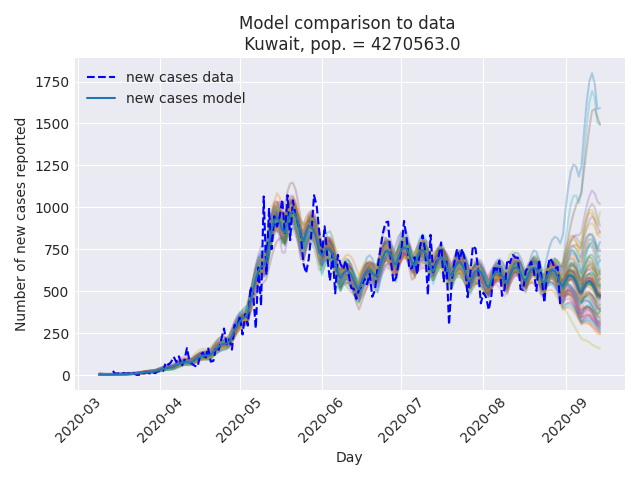 Model comparison to data
Kuwait, pop. = 4270563.0
new cases data
new cases model
Number of new cases reported
1750
1500
1250
1000
750
500
250
0
2020-03
2020-04
2020-05
2020-06
2020-07
2020-08
2020-09
Day